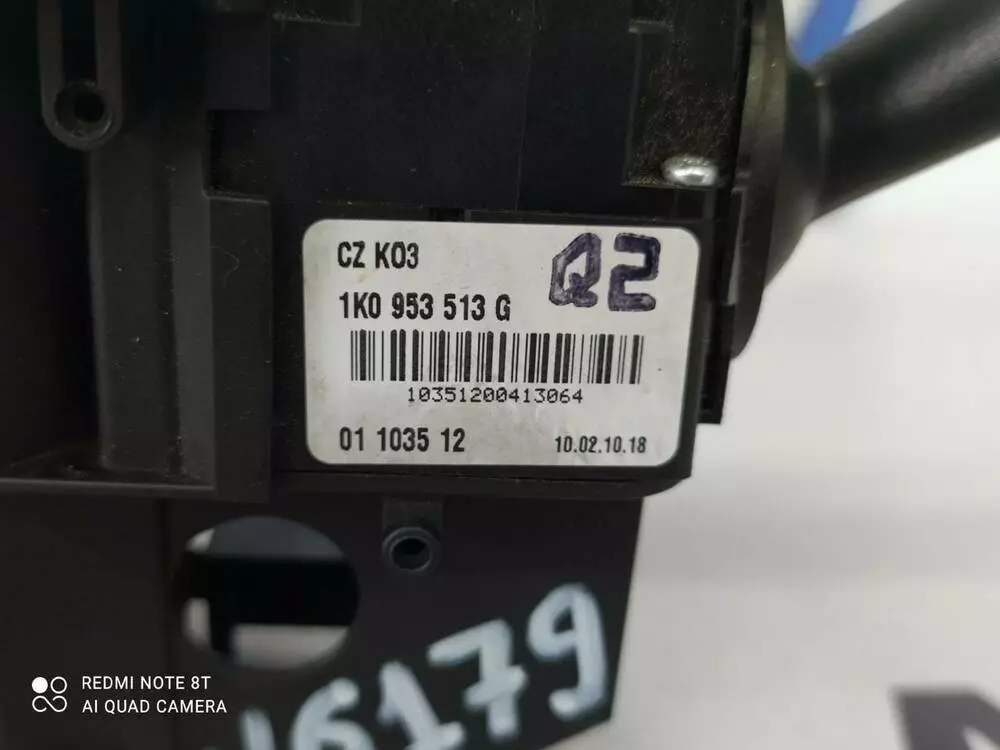 CZ K03
Q2
1K0 953 513 G
10351200413064
01 1035 12
10.02.10.18
6179
REDMI NOTE 8T
AI QUAD CAMERA